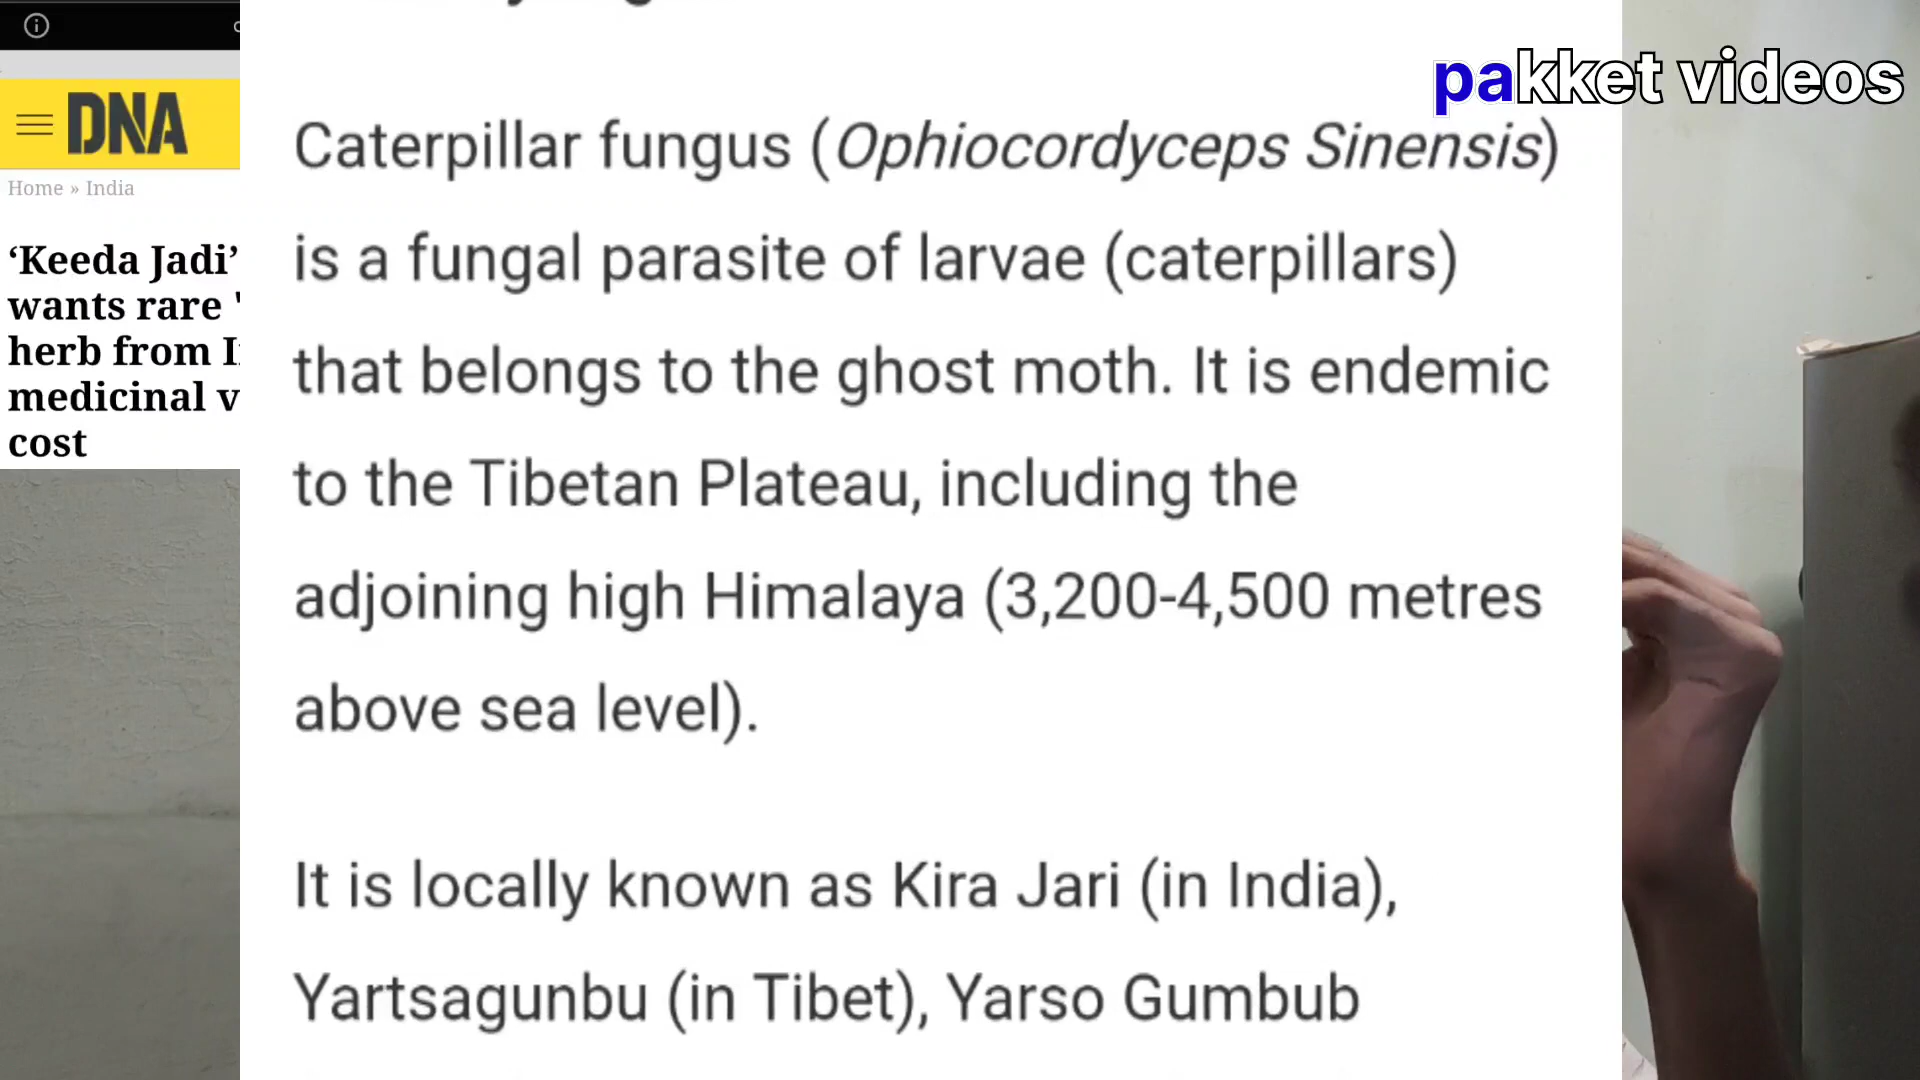 pakket videos
DNA
Home » India
‘Keeda Jadi’
wants rare '
herb from I
medicinal v
cost
Caterpillar fungus (Ophiocordyceps Sinensis)
is a fungal parasite of larvae (caterpillars)
that belongs to the ghost moth. It is endemic
to the Tibetan Plateau, including the
adjoining high Himalaya (3,200-4,500 metres
above sea level).
It is locally known as Kira Jari (in India),
Yartsagunbu (in Tibet), Yarso Gumbub